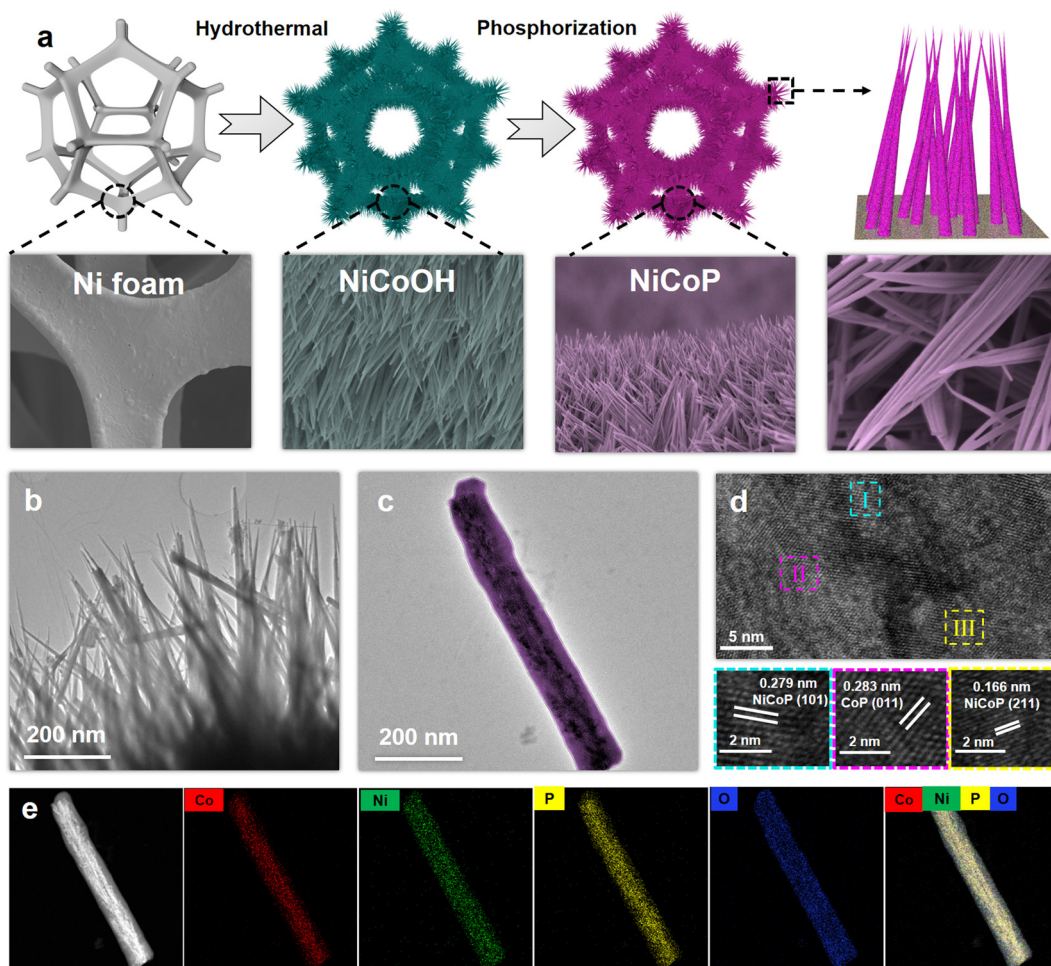 a
Hydrothermal
Phosphorization
Ni foam
NiCoOH
NiCoP
b
200 nm
c
200 nm
d
I
II
III
5 nm
0.279 nm
NiCoP (101)
2 nm
0.283 nm
CoP (011)
2 nm
0.166 nm
NiCoP (211)
2 nm
e
Co
Ni
P
O
Co Ni P O